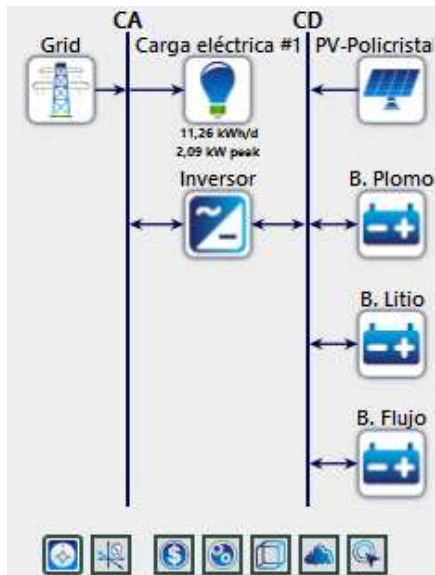 CA CD
Grid Carga eléctrica #1 PV-Policrista
11,26 kWh/d
2,09 kW peak
Inversor B. Plomo
B. Litio
B. Flujo